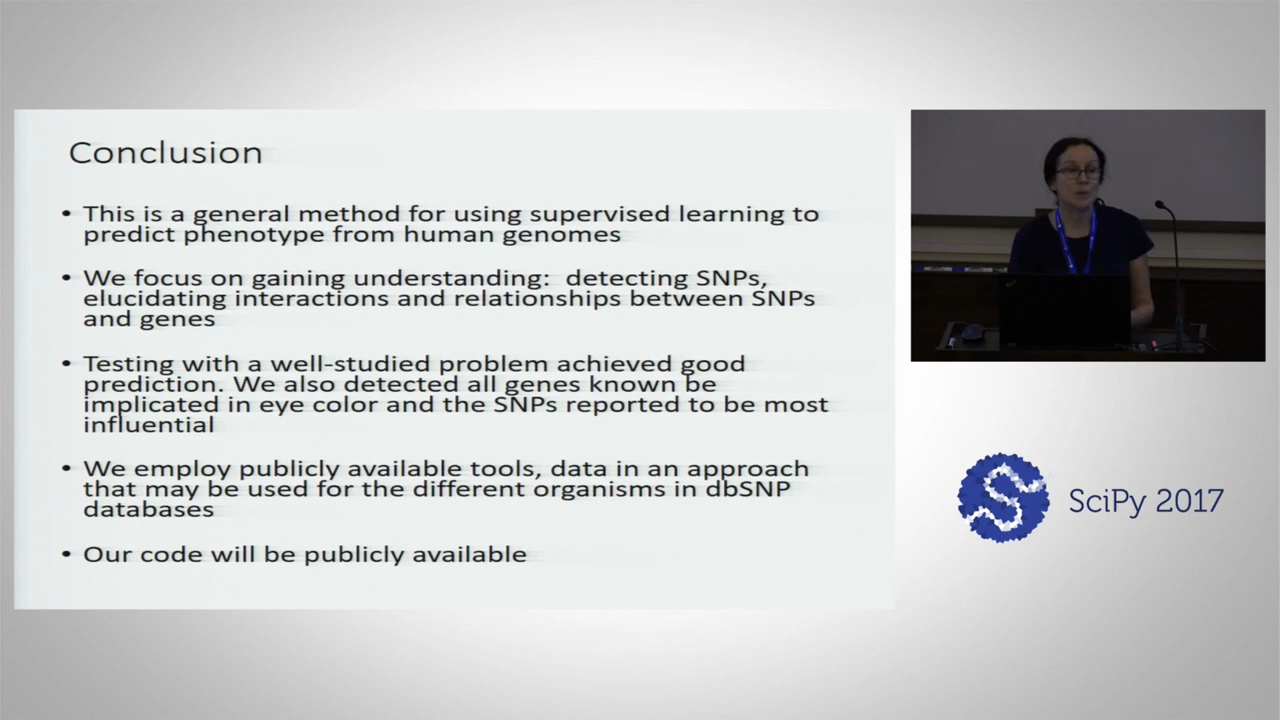 Conclusion
• This is a general method for using supervised learning to
predict phenotype from human genomes
• We focus on gaining understanding:  detecting SNPs,
elucidating interactions and relationships between SNPs
and genes
• Testing with a well-studied problem achieved good
prediction. We also detected all genes known be
implicated in eye color and the SNPs reported to be most
influential
• We employ publicly available tools, data in an approach
that may be used for the different organisms in dbSNP
databases
• Our code will be publicly available
SciPy 2017